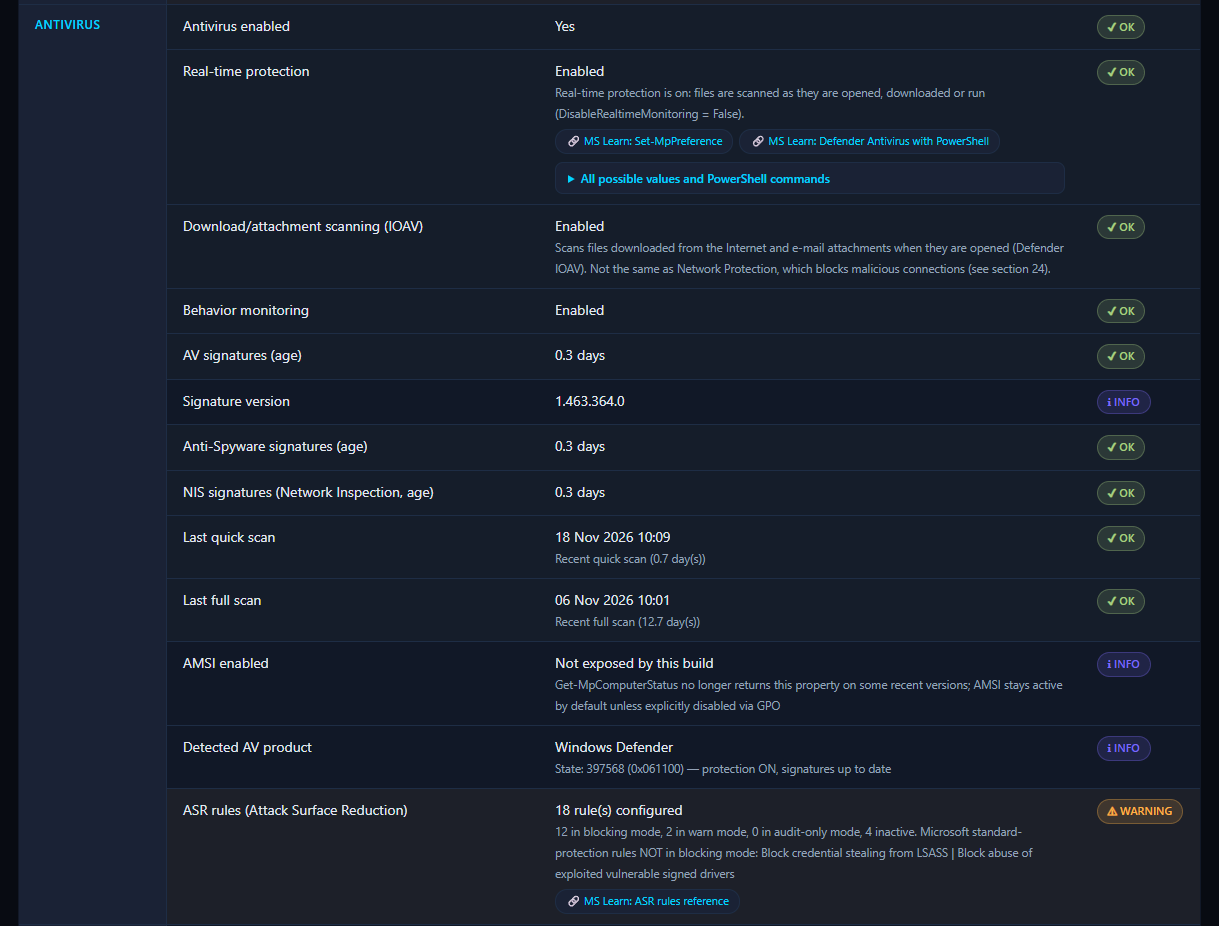 ANTIVIRUS
Antivirus enabled
Yes
✔ OK
Real-time protection
Enabled
✔ OK
Real-time protection is on: files are scanned as they are opened, downloaded or run
(DisableRealtimeMonitoring = False).
🔗 MS Learn: Set-MpPreference
🔗 MS Learn: Defender Antivirus with PowerShell
▶ All possible values and PowerShell commands
Download/attachment scanning (IOAV)
Enabled
✔ OK
Scans files downloaded from the Internet and e-mail attachments when they are opened (Defender
IOAV). Not the same as Network Protection, which blocks malicious connections (see section 24).
Behavior monitoring
Enabled
✔ OK
AV signatures (age)
0.3 days
✔ OK
Signature version
1.463.364.0
ℹ INFO
Anti-Spyware signatures (age)
0.3 days
✔ OK
NIS signatures (Network Inspection, age)
0.3 days
✔ OK
Last quick scan
18 Nov 2026 10:09
✔ OK
Recent quick scan (0.7 day(s))
Last full scan
06 Nov 2026 10:01
✔ OK
Recent full scan (12.7 day(s))
AMSI enabled
Not exposed by this build
ℹ INFO
Get-MpComputerStatus no longer returns this property on some recent versions; AMSI stays active
by default unless explicitly disabled via GPO
Detected AV product
Windows Defender
ℹ INFO
State: 397568 (0x061100) — protection ON, signatures up to date
ASR rules (Attack Surface Reduction)
18 rule(s) configured
⚠ WARNING
12 in blocking mode, 2 in warn mode, 0 in audit-only mode, 4 inactive. Microsoft standard-
protection rules NOT in blocking mode: Block credential stealing from LSASS | Block abuse of
exploited vulnerable signed drivers
🔗 MS Learn: ASR rules reference